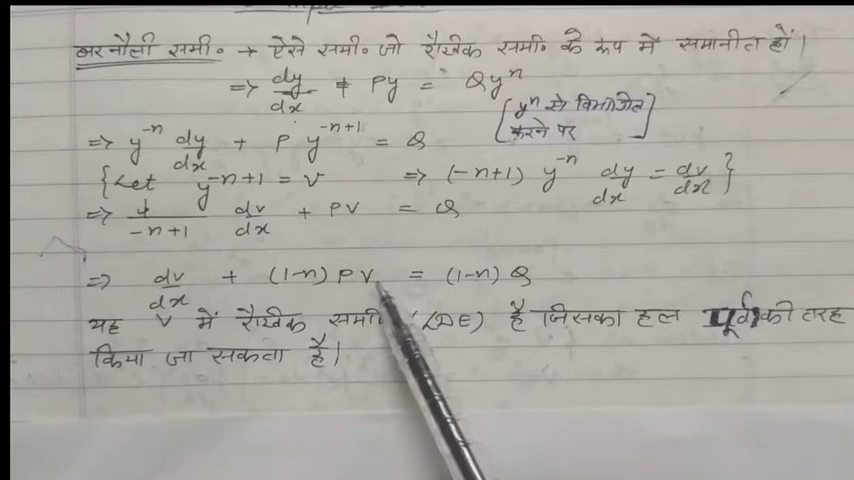 बरनौली समी० → ऐसे समी० जो रैखिक समी० के रूप में समानीत हों।
=> dy/dx + Py = Qyⁿ
[yⁿ से विभाजित करने पर]
=> y⁻ⁿ dy/dx + P y⁻ⁿ⁺¹ = Q
{Let y⁻ⁿ⁺¹ = v => (-n+1) y⁻ⁿ dy/dx = dv/dx}
=> 1/(-n+1) dv/dx + PV = Q
=> dv/dx + (1-n) PV = (1-n) Q
यह v में रैखिक समी (DE) है जिसका हल पूर्व की तरह
किया जा सकता है।